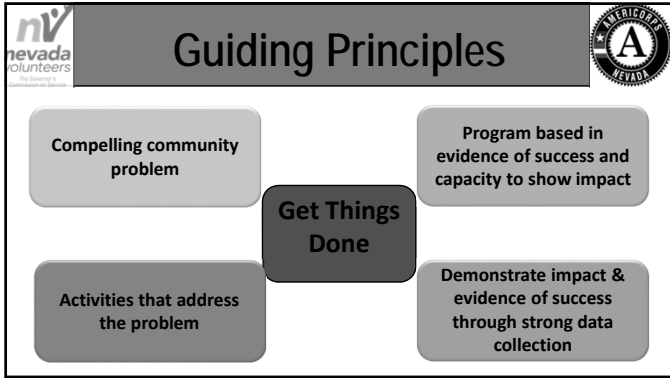 nv
nevada
volunteers
The Governor's
Commission on Service
Guiding Principles
AMERICORPS
A
NEVADA
Compelling community
problem
Program based in
evidence of success and
capacity to show impact
Get Things
Done
Activities that address
the problem
Demonstrate impact &
evidence of success
through strong data
collection